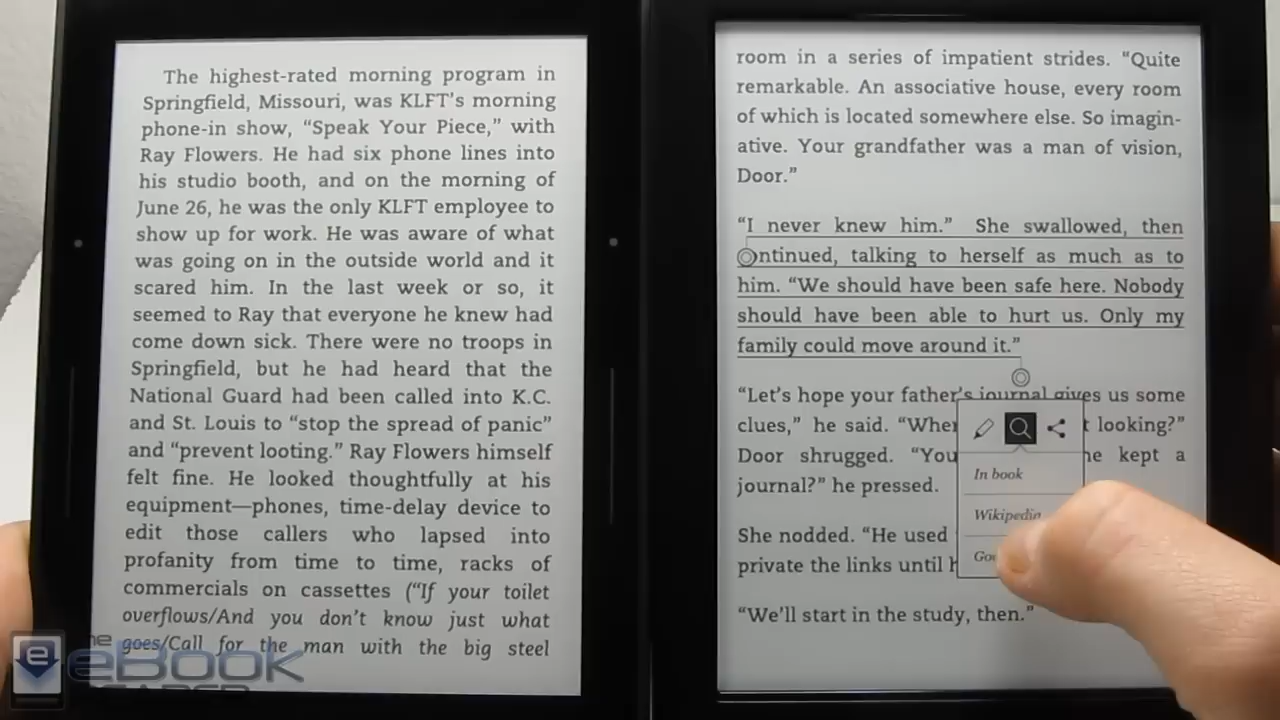 The highest-rated morning program in
Springfield, Missouri, was KLFT's morning
phone-in show, “Speak Your Piece,” with
Ray Flowers. He had six phone lines into
his studio booth, and on the morning of
June 26, he was the only KLFT employee to
show up for work. He was aware of what
was going on in the outside world and it
scared him. In the last week or so, it
seemed to Ray that everyone he knew had
come down sick. There were no troops in
Springfield, but he had heard that the
National Guard had been called into K.C.
and St. Louis to “stop the spread of panic”
and “prevent looting.” Ray Flowers himself
felt fine. He looked thoughtfully at his
equipment—phones, time-delay device to
edit those callers who lapsed into
profanity from time to time, racks of
commercials on cassettes (“If your toilet
overflows/And you don't know just what
goes/Call for the man with the big steel
room in a series of impatient strides. “Quite
remarkable. An associative house, every room
of which is located somewhere else. So imagin-
ative. Your grandfather was a man of vision,
Door.”
“I never knew him.” She swallowed, then
ontinued, talking to herself as much as to
him. “We should have been safe here. Nobody
should have been able to hurt us. Only my
family could move around it.”
“Let's hope your father's journal gives us some
clues,” he said. looking?”
Door shrugged. “You he kept a
journal?” he pressed.
In book
Wikipedia
She nodded. “He used
private the links until
“We'll start in the study, then.”
the
eBook